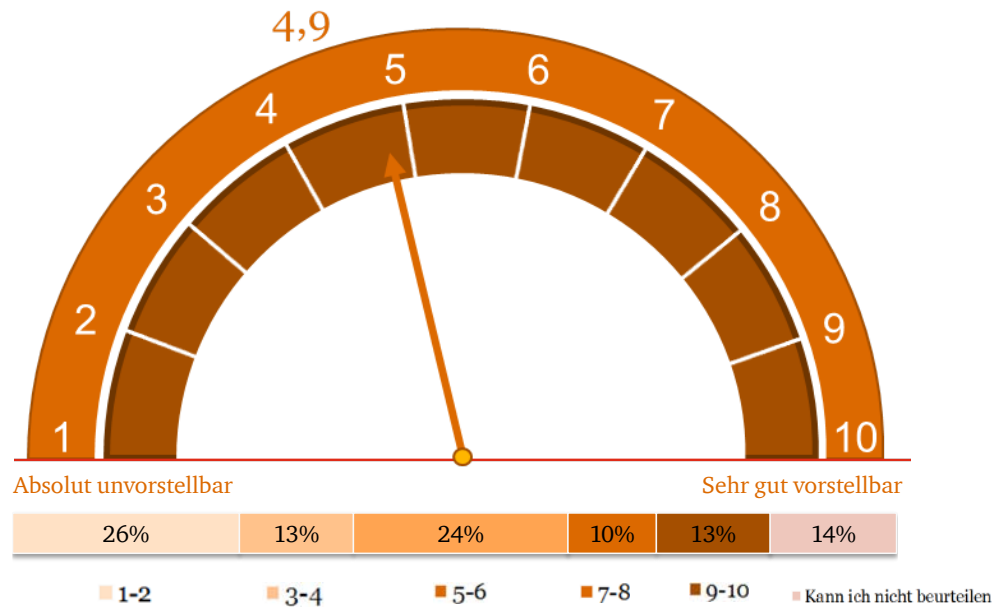 4,9
5 6
4 7
3 8
2 9
1 10
Absolut unvorstellbar Sehr gut vorstellbar
26% 13% 24% 10% 13% 14%
1-2 3-4 5-6 7-8 9-10 Kann ich nicht beurteilen